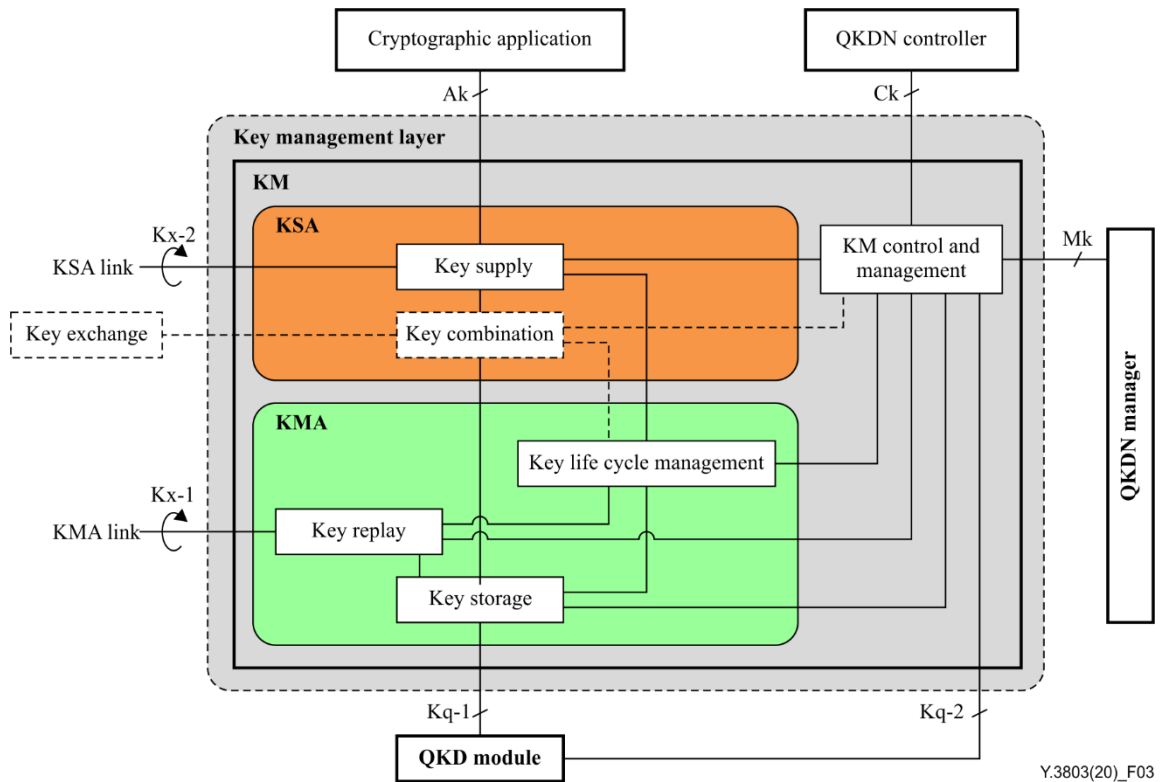 Cryptographic application
QKDN controller
Ak
Ck
Key management layer
KM
KSA
Kx-2
KSA link
Key supply
KM control and
management
Mk
Key exchange
Key combination
KMA
QKDN manager
Key life cycle management
Kx-1
KMA link
Key replay
Key storage
Kq-1
Kq-2
QKD module
Y.3803(20)_F03